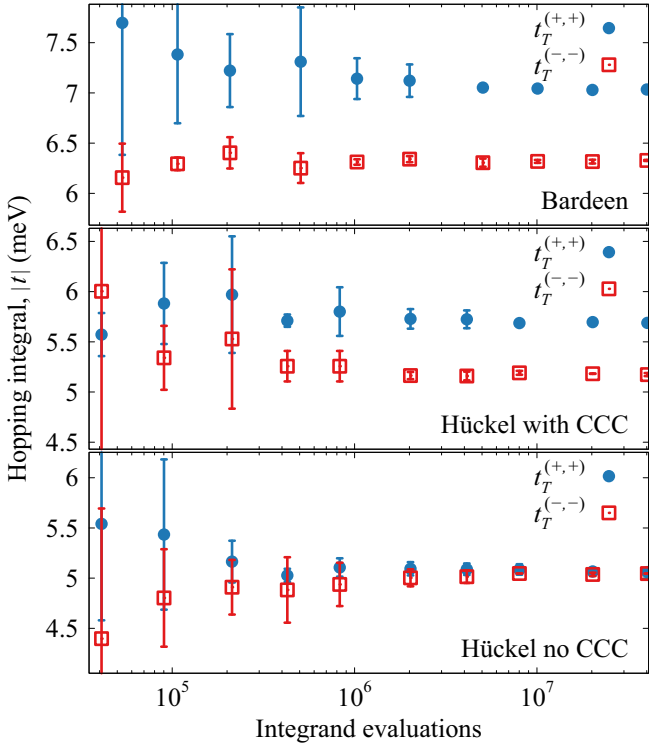 Hopping integral, |t| (meV)
7.5
7
6.5
6
t_T^(+,+)
t_T^(−,−)
Bardeen
6.5
6
5.5
5
4.5
t_T^(+,+)
t_T^(−,−)
Hückel with CCC
6
5.5
5
4.5
t_T^(+,+)
t_T^(−,−)
Hückel no CCC
10^5
10^6
10^7
Integrand evaluations